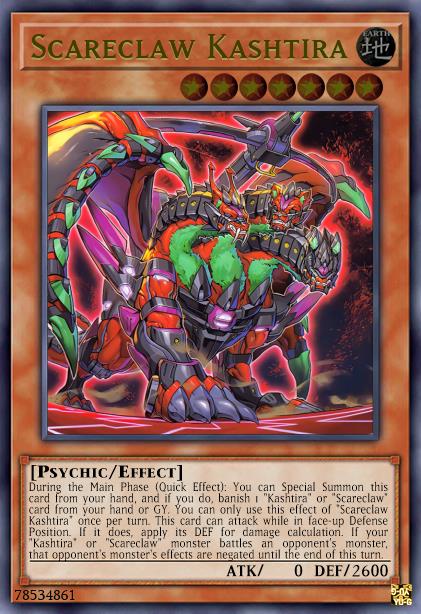 SCARECLAW KASHTIRA
EARTH
地
[PSYCHIC/EFFECT]
During the Main Phase (Quick Effect): You can Special Summon this
card from your hand, and if you do, banish 1 "Kashtira" or "Scareclaw"
card from your hand or GY. You can only use this effect of "Scareclaw
Kashtira" once per turn. This card can attack while in face-up Defense
Position. If it does, apply its DEF for damage calculation. If your
"Kashtira" or "Scareclaw" monster battles an opponent's monster,
that opponent's monster's effects are negated until the end of this turn.
ATK/ 0 DEF/2600
78534861